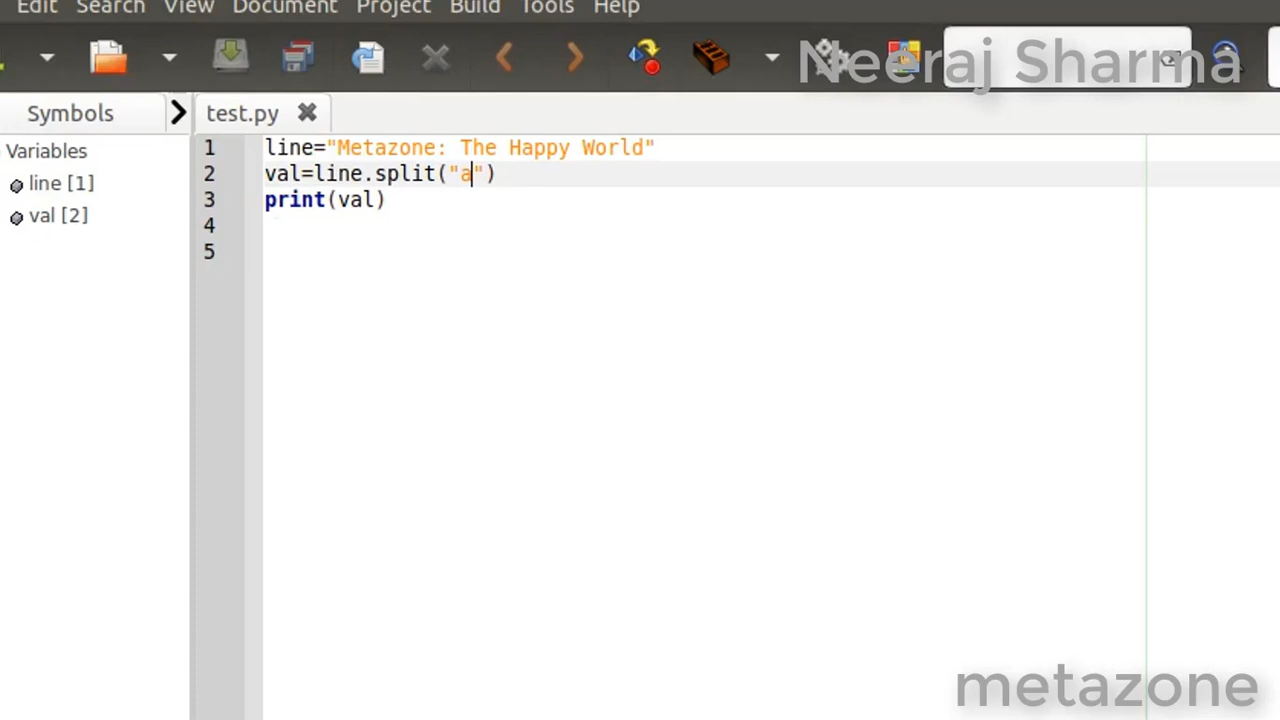 Edit Search View Document Project Build Tools Help
Neeraj Sharma
Symbols test.py
Variables
line [1]
val [2]
1 line="Metazone: The Happy World"
2 val=line.split("a")
3 print(val)
4
5
metazone